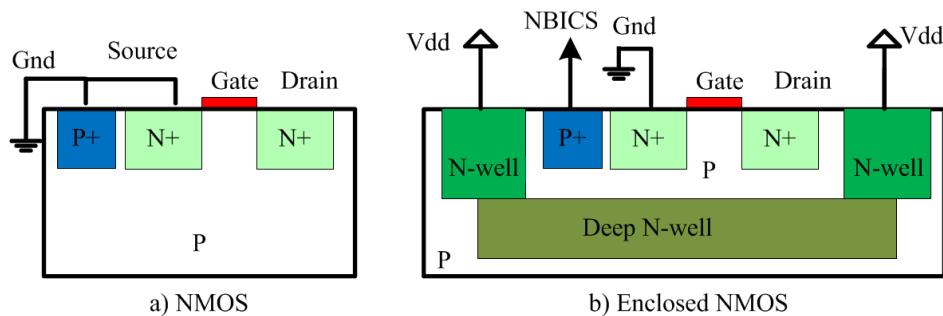 Gnd
Source
Gate
Drain
P+
N+
N+
P
a) NMOS
Vdd
NBICS
Gnd
Gate
Drain
Vdd
N-well
P+
N+
N+
P
N-well
Deep N-well
P
b) Enclosed NMOS